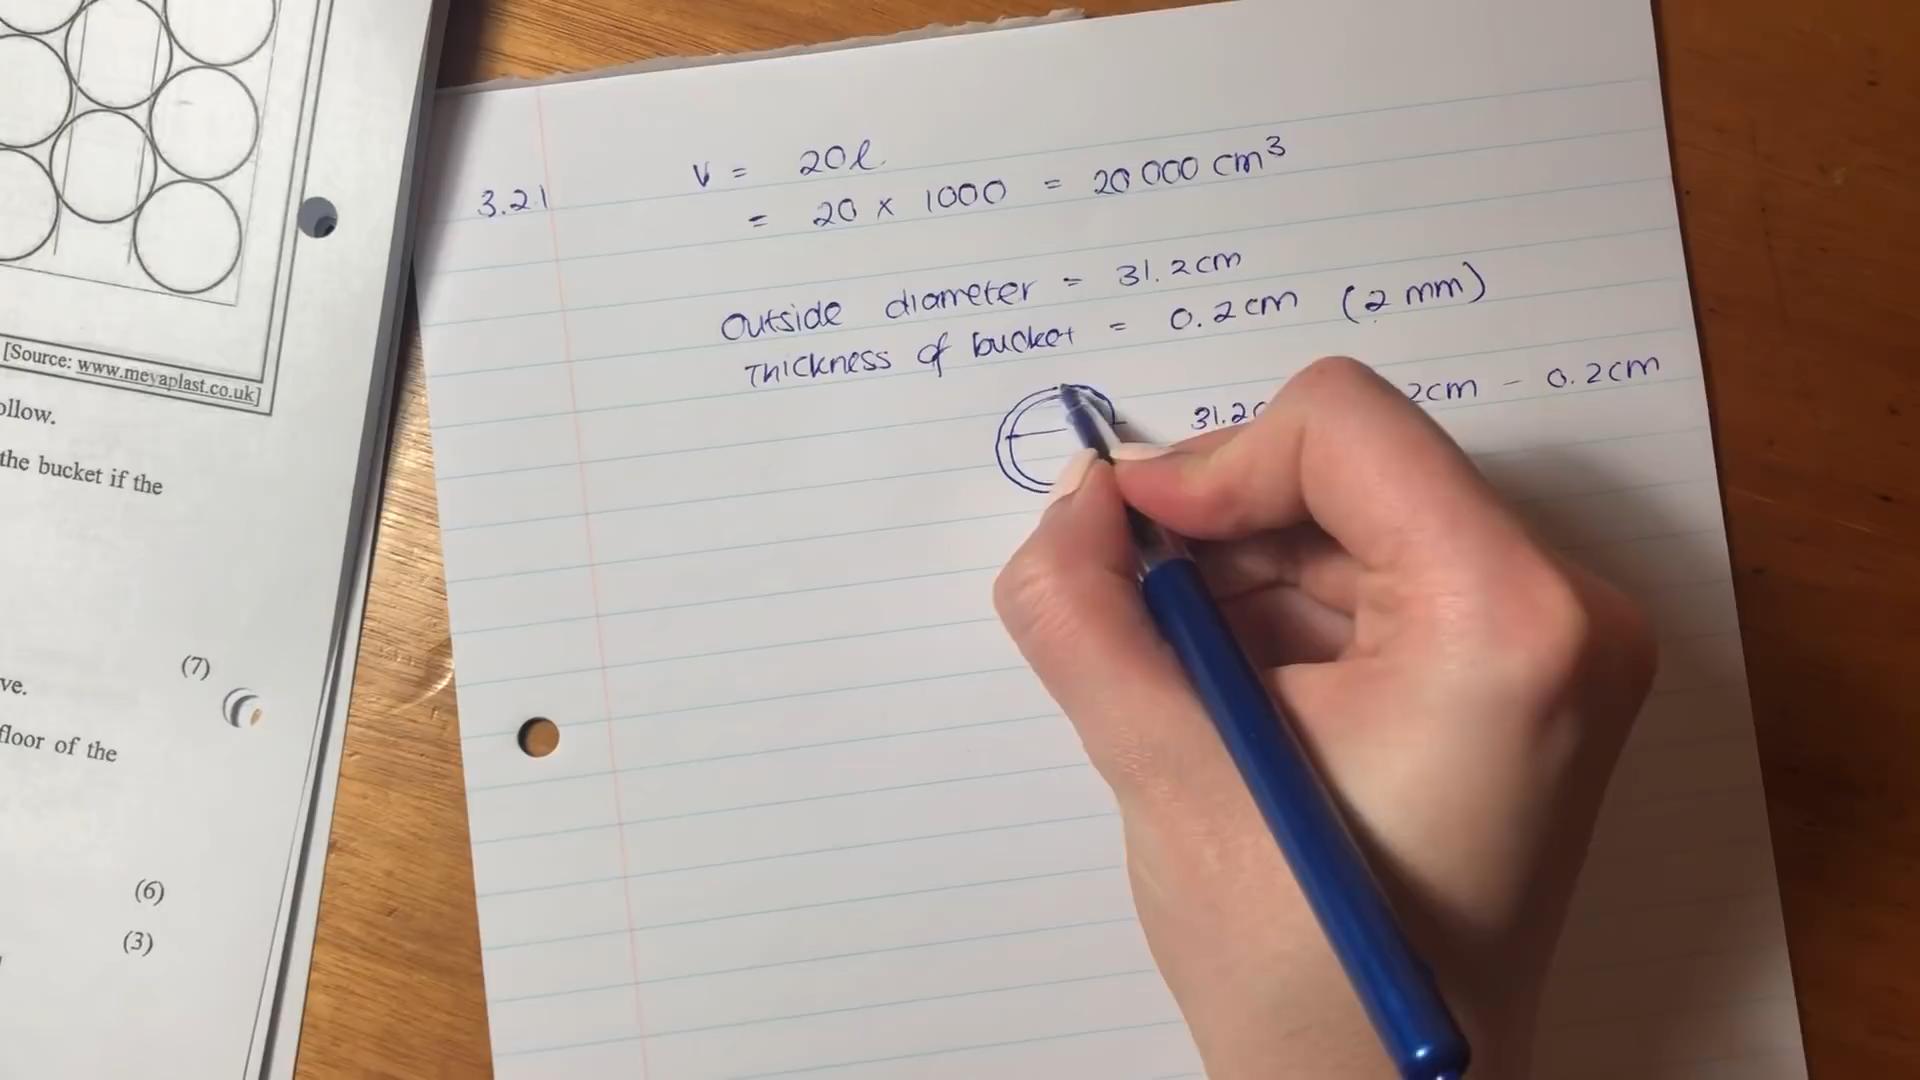 [Source: www.mevaplast.co.uk]
ollow.
the bucket if the
(7)
ve.
floor of the
(6)
(3)
3.2.1
V = 20l
= 20 x 1000 = 20 000 cm³
Outside diameter = 31.2cm
Thickness of bucket = 0.2cm (2 mm)
31.2c 2cm - 0.2cm